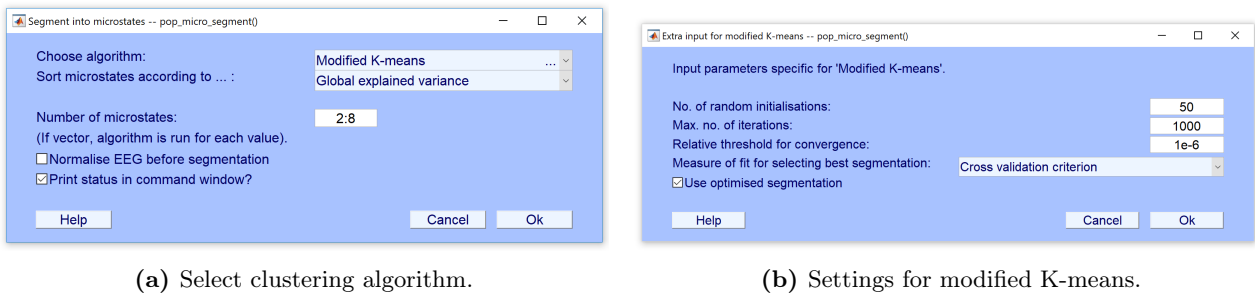 Segment into microstates -- pop_micro_segment()
Choose algorithm:
Modified K-means ...
Sort microstates according to ... :
Global explained variance
Number of microstates:
2:8
(If vector, algorithm is run for each value).
Normalise EEG before segmentation
Print status in command window?
Help
Cancel
Ok
(a) Select clustering algorithm.
Extra input for modified K-means -- pop_micro_segment()
Input parameters specific for 'Modified K-means'.
No. of random initialisations:
50
Max. no. of iterations:
1000
Relative threshold for convergence:
1e-6
Measure of fit for selecting best segmentation:
Cross validation criterion
Use optimised segmentation
Help
Cancel
Ok
(b) Settings for modified K-means.